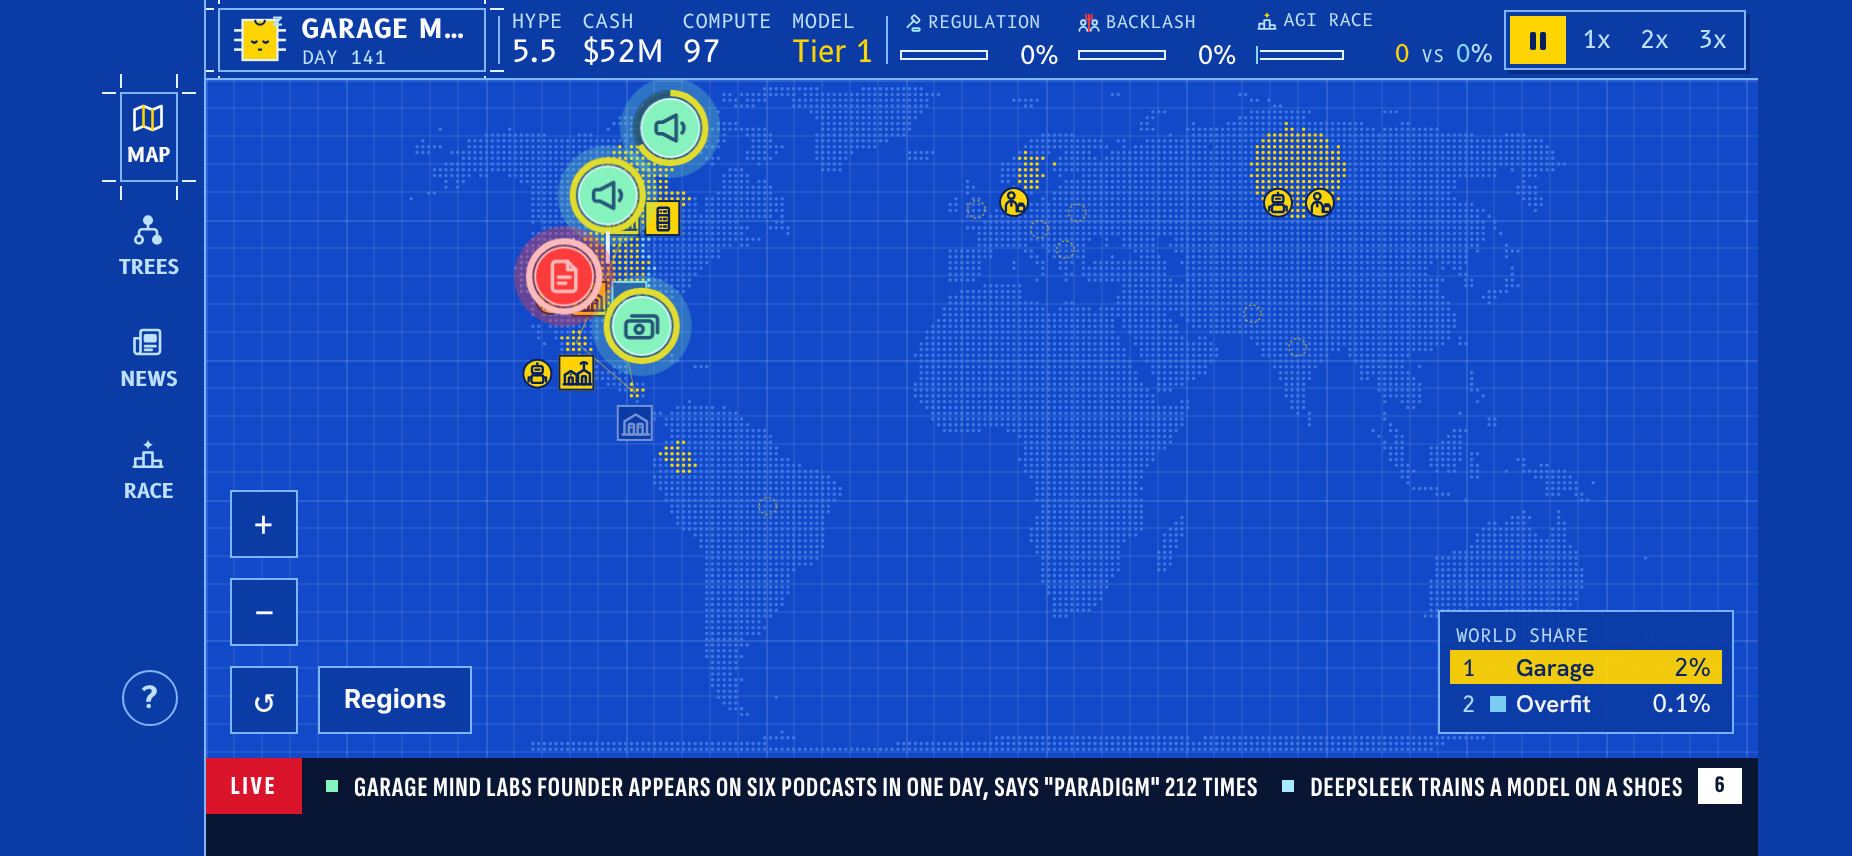 GARAGE M...
DAY 141
HYPE
5.5
CASH
$52M
COMPUTE
97
MODEL
Tier 1
REGULATION
0%
BACKLASH
0%
AGI RACE
0 VS 0%
1x
2x
3x
MAP
TREES
NEWS
RACE
?
+
−
↺
Regions
WORLD SHARE
1 Garage 2%
2 Overfit 0.1%
LIVE
GARAGE MIND LABS FOUNDER APPEARS ON SIX PODCASTS IN ONE DAY, SAYS "PARADIGM" 212 TIMES
DEEPSLEEK TRAINS A MODEL ON A SHOES
6